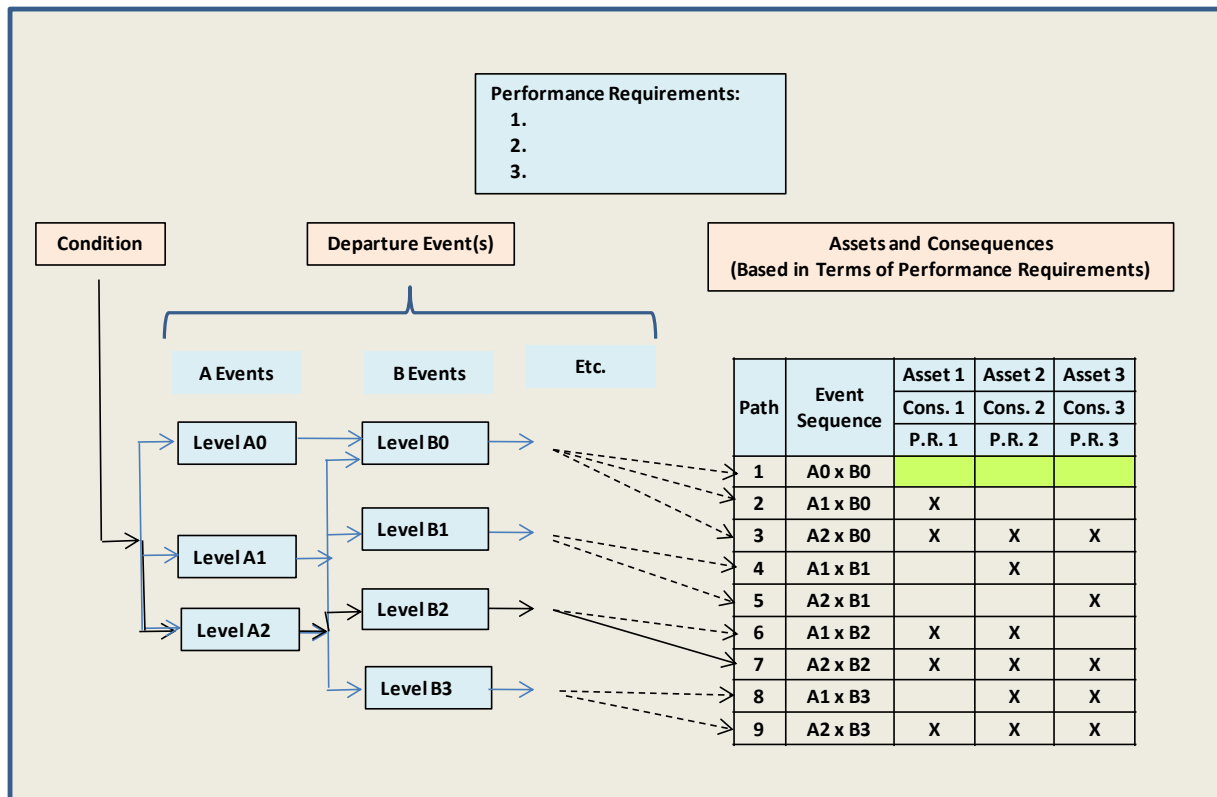 Performance Requirements:
1.
2.
3.
Condition
Departure Event(s)
Assets and Consequences
(Based in Terms of Performance Requirements)
A Events
B Events
Etc.
Level A0
Level B0
Level A1
Level B1
Level A2
Level B2
Level B3
Path Event Sequence Asset 1 Asset 2 Asset 3
Cons. 1 Cons. 2 Cons. 3
P.R. 1 P.R. 2 P.R. 3
1 A0 x B0
2 A1 x B0 X
3 A2 x B0 X X X
4 A1 x B1 X
5 A2 x B1 X
6 A1 x B2 X X
7 A2 x B2 X X X
8 A1 x B3 X X
9 A2 x B3 X X X